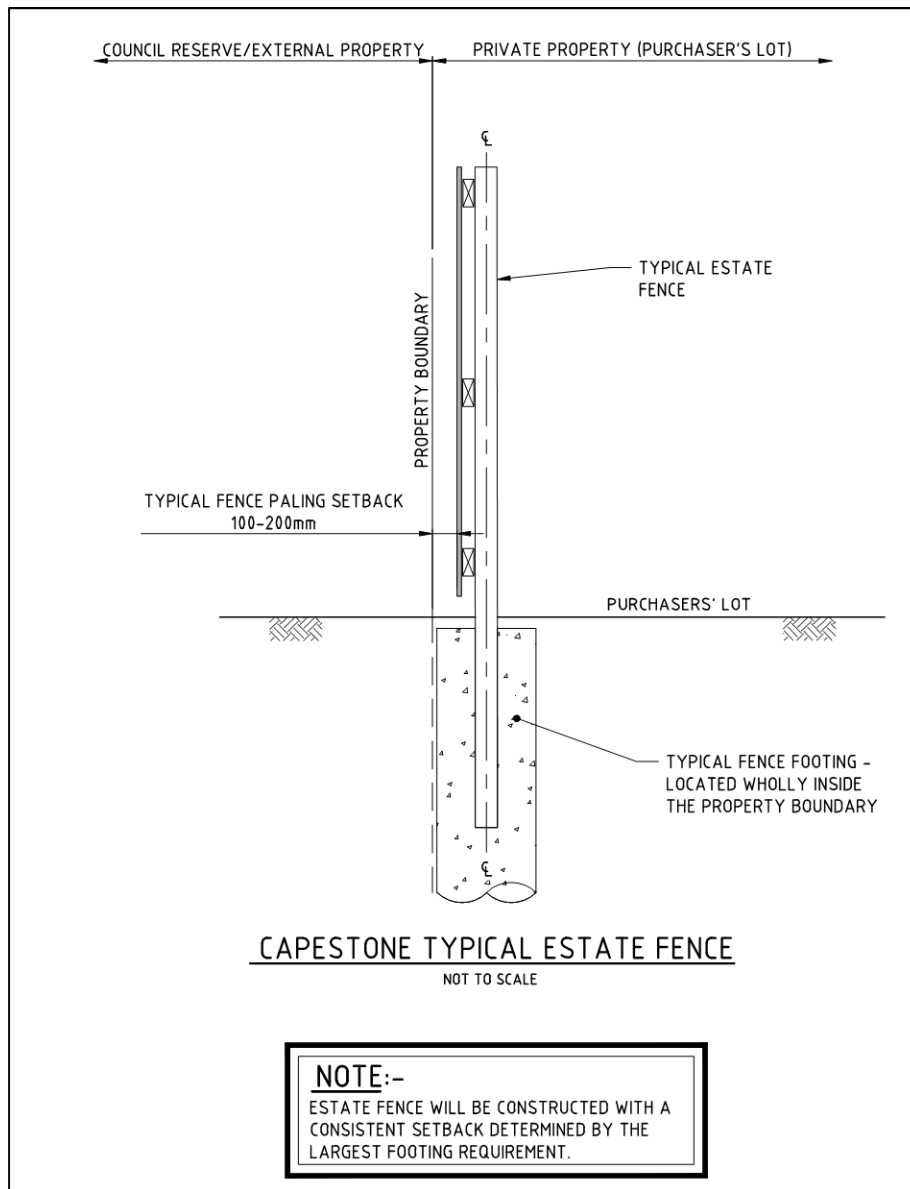 COUNCIL RESERVE/EXTERNAL PROPERTY
PRIVATE PROPERTY (PURCHASER'S LOT)
℄
TYPICAL ESTATE
FENCE
PROPERTY BOUNDARY
TYPICAL FENCE PALING SETBACK
100-200mm
PURCHASERS' LOT
TYPICAL FENCE FOOTING -
LOCATED WHOLLY INSIDE
THE PROPERTY BOUNDARY
℄
CAPESTONE TYPICAL ESTATE FENCE
NOT TO SCALE
NOTE:-
ESTATE FENCE WILL BE CONSTRUCTED WITH A
CONSISTENT SETBACK DETERMINED BY THE
LARGEST FOOTING REQUIREMENT.